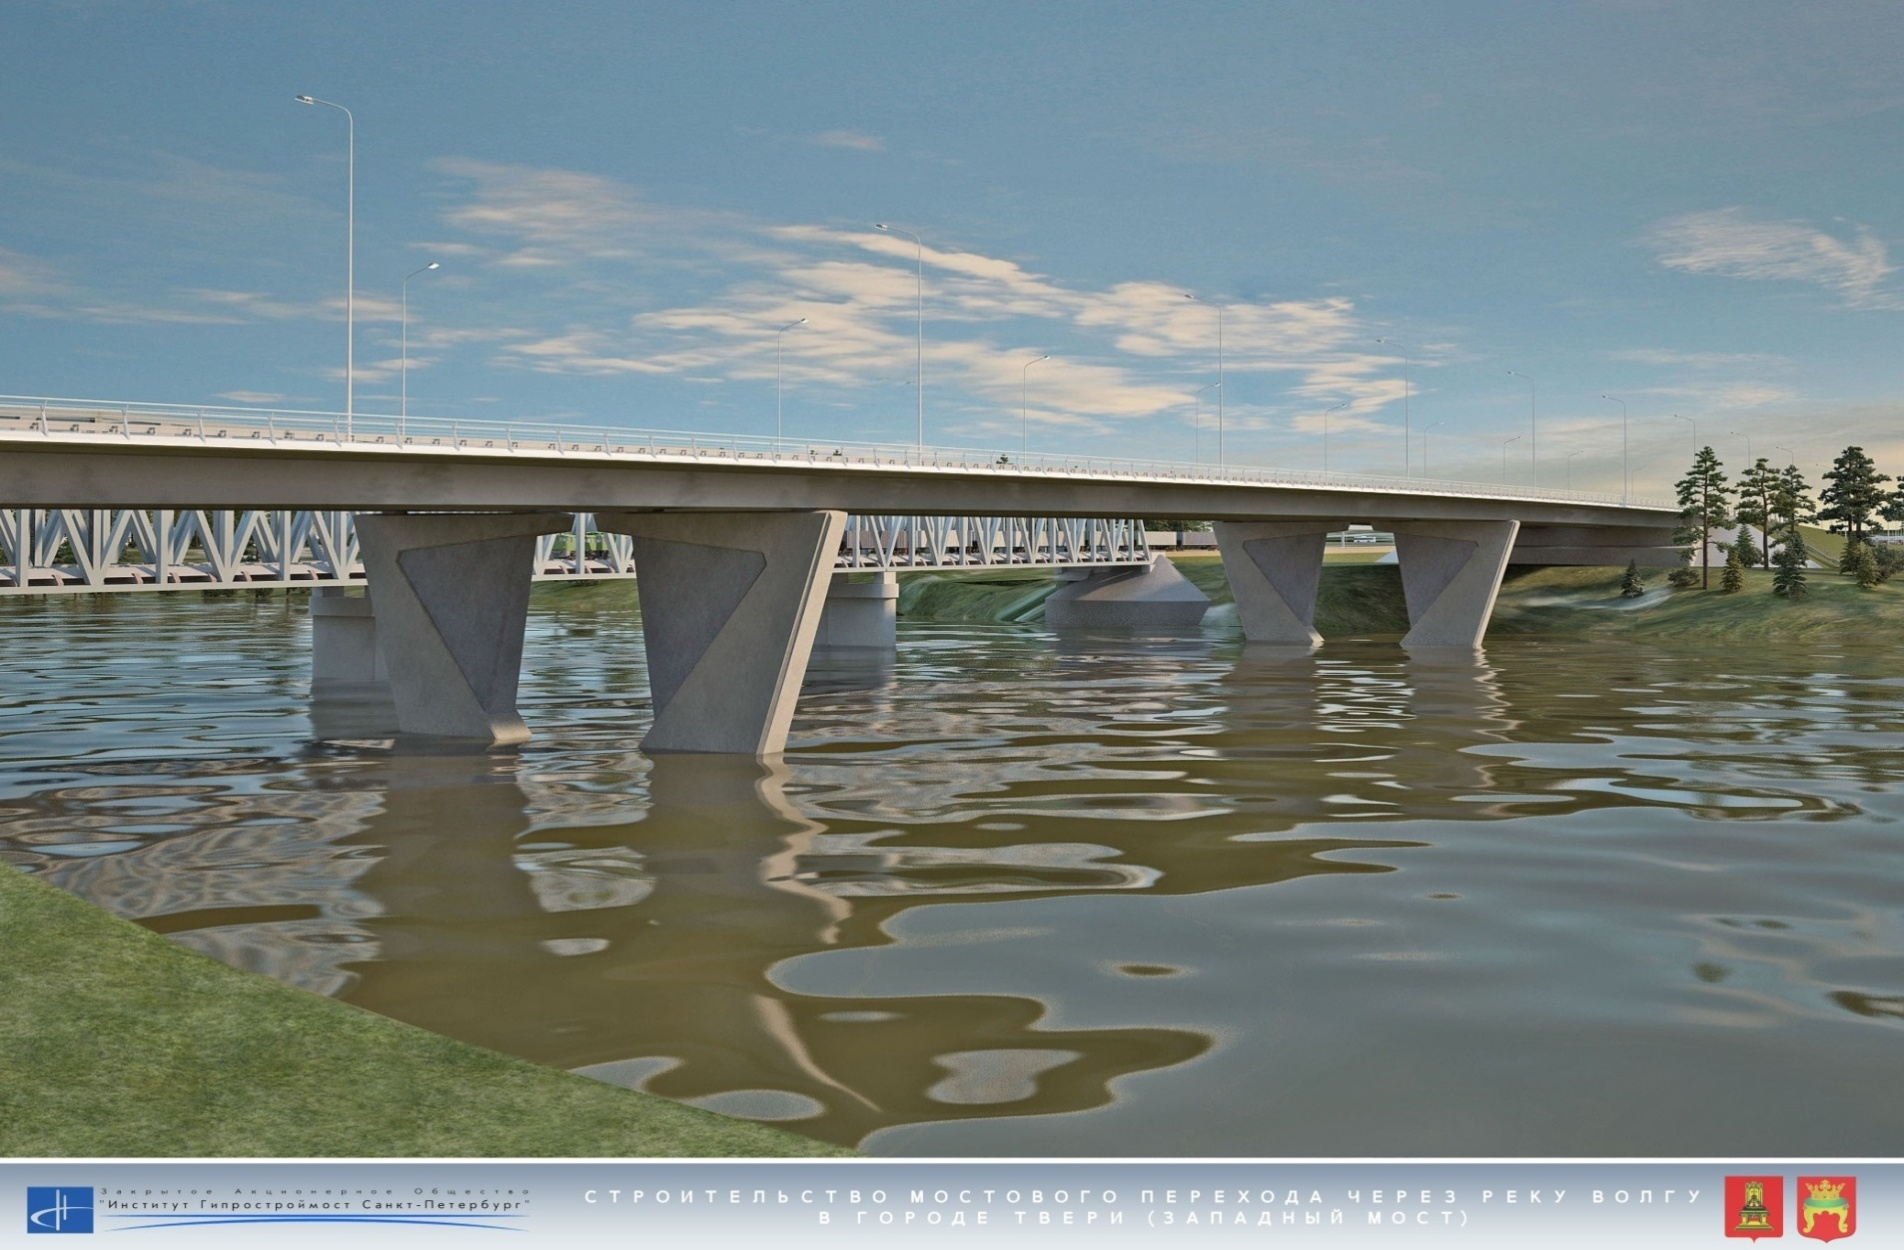 Закрытое Акционерное Общество
"Институт Гипростроймост Санкт-Петербург"
СТРОИТЕЛЬСТВО МОСТОВОГО ПЕРЕХОДА ЧЕРЕЗ РЕКУ ВОЛГУ
В ГОРОДЕ ТВЕРИ (ЗАПАДНЫЙ МОСТ)